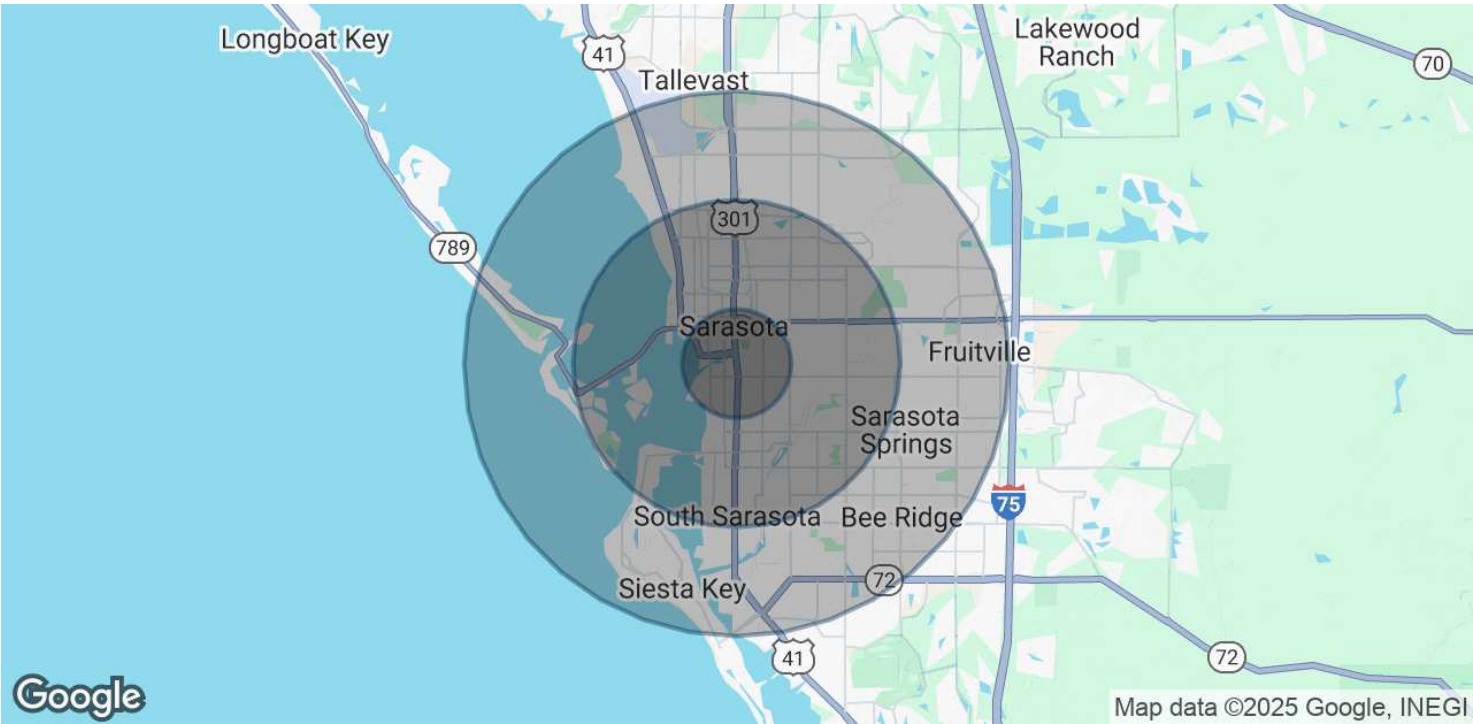 Longboat Key
41
Tallevast
Lakewood
Ranch
70
301
789
Sarasota
Fruitville
Sarasota
Springs
75
South Sarasota
Bee Ridge
Siesta Key
72
41
72
Google
Map data ©2025 Google, INEGI